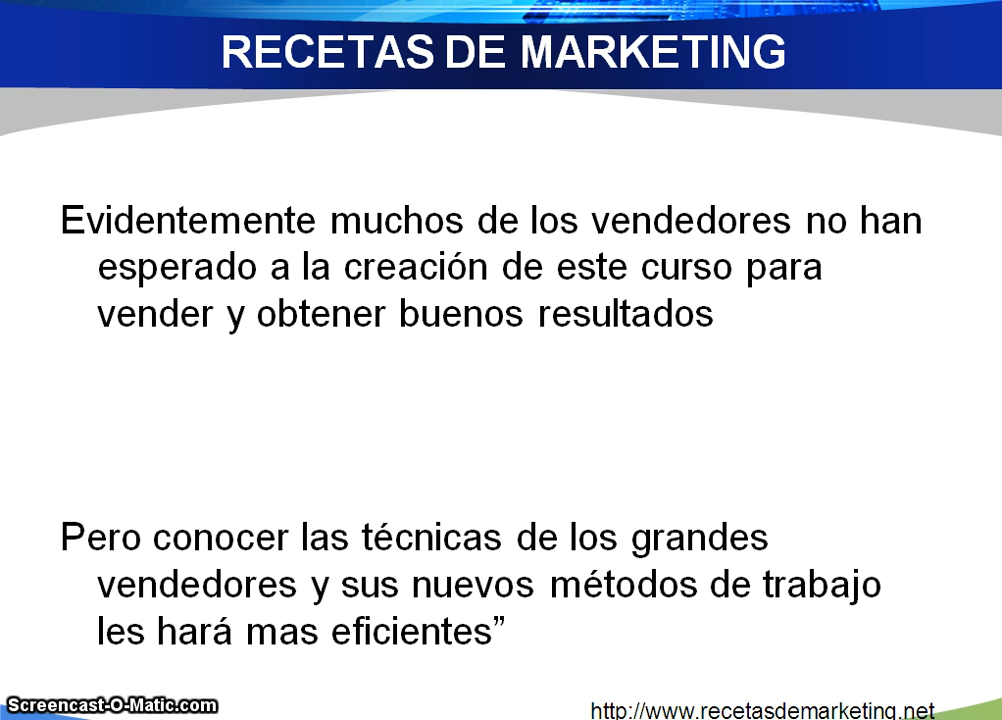 RECETAS DE MARKETING
Evidentemente muchos de los vendedores no han
esperado a la creación de este curso para
vender y obtener buenos resultados
Pero conocer las técnicas de los grandes
vendedores y sus nuevos métodos de trabajo
les hará mas eficientes”
Screencast-O-Matic.com
http://www.recetasdemarketing.net